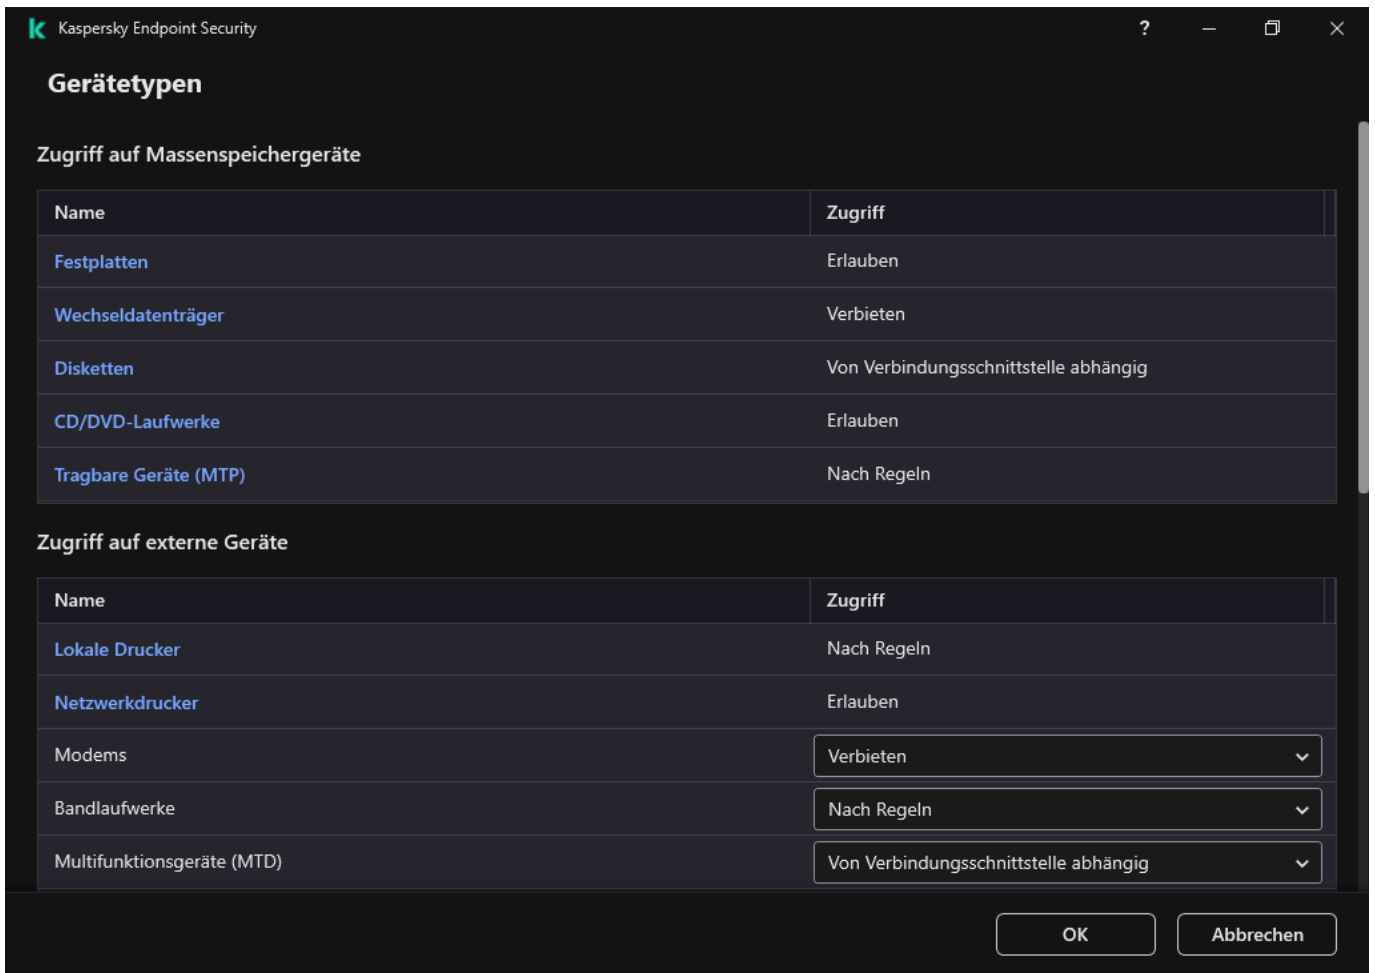 Kaspersky Endpoint Security ?
Gerätetypen
Zugriff auf Massenspeichergeräte
Name Zugriff
Festplatten Erlauben
Wechseldatenträger Verbieten
Disketten Von Verbindungsschnittstelle abhängig
CD/DVD-Laufwerke Erlauben
Tragbare Geräte (MTP) Nach Regeln
Zugriff auf externe Geräte
Name Zugriff
Lokale Drucker Nach Regeln
Netzwerkdrucker Erlauben
Modems Verbieten
Bandlaufwerke Nach Regeln
Multifunktionsgeräte (MTD) Von Verbindungsschnittstelle abhängig
OK Abbrechen